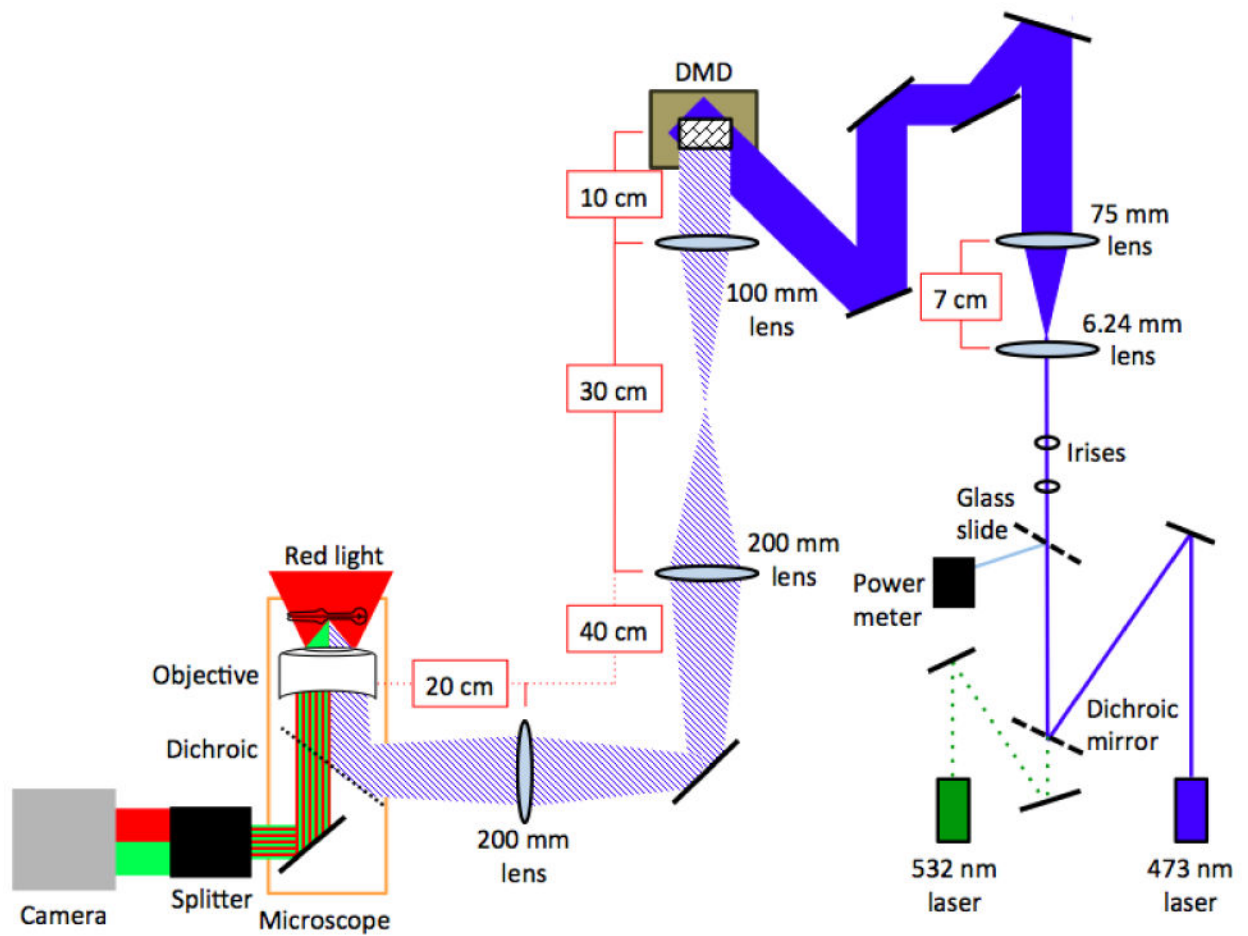 DMD
10 cm
75 mm
lens
7 cm
100 mm
lens
6.24 mm
lens
30 cm
Irises
Glass
slide
200 mm
lens
Red light
Power
meter
40 cm
Objective
20 cm
Dichroic
Dichroic
mirror
200 mm
lens
532 nm
laser
473 nm
laser
Splitter
Camera
Microscope